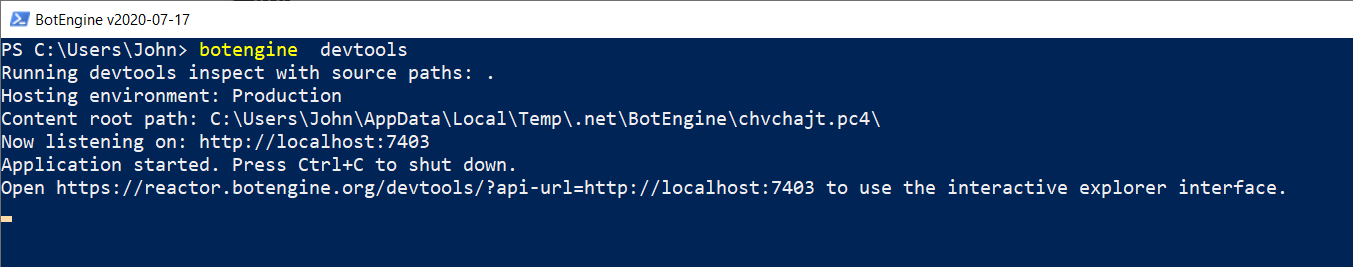 BotEngine v2020-07-17
PS C:\Users\John> botengine  devtools
Running devtools inspect with source paths: .
Hosting environment: Production
Content root path: C:\Users\John\AppData\Local\Temp\.net\BotEngine\chvchajt.pc4\
Now listening on: http://localhost:7403
Application started. Press Ctrl+C to shut down.
Open https://reactor.botengine.org/devtools/?api-url=http://localhost:7403 to use the interactive explorer interface.